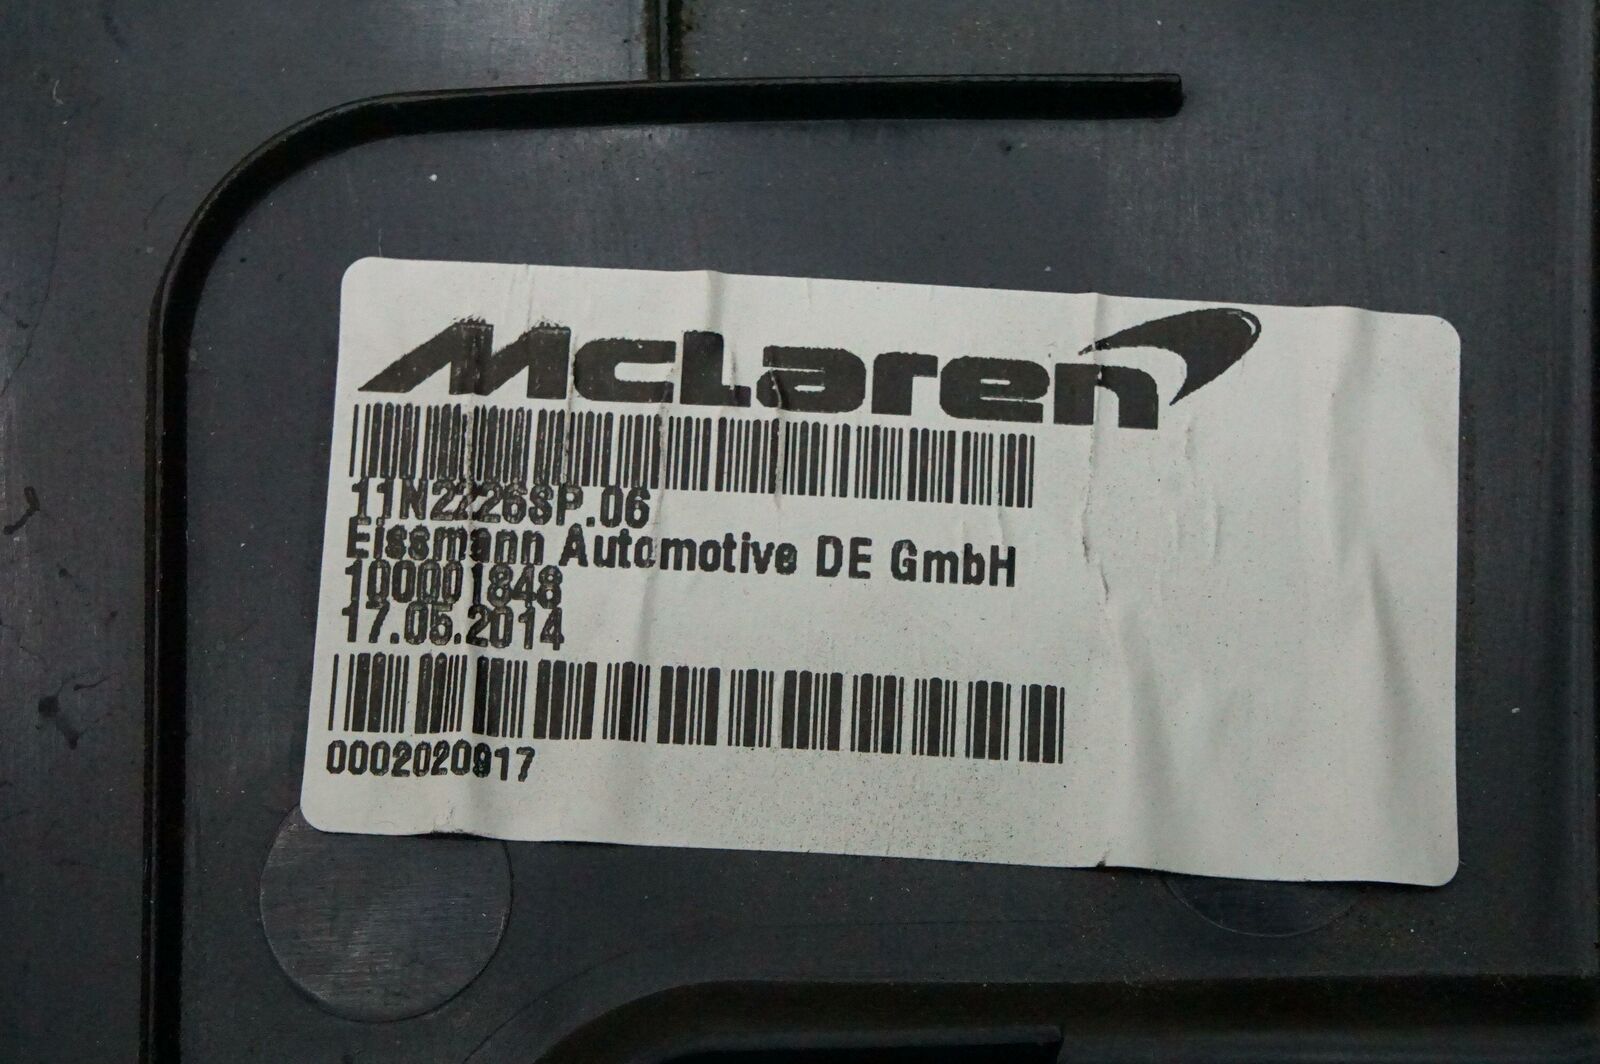 McLaren
11N2226SP.06
Eissmann Automotive DE GmbH
100001848
17.05.2014
0002020917